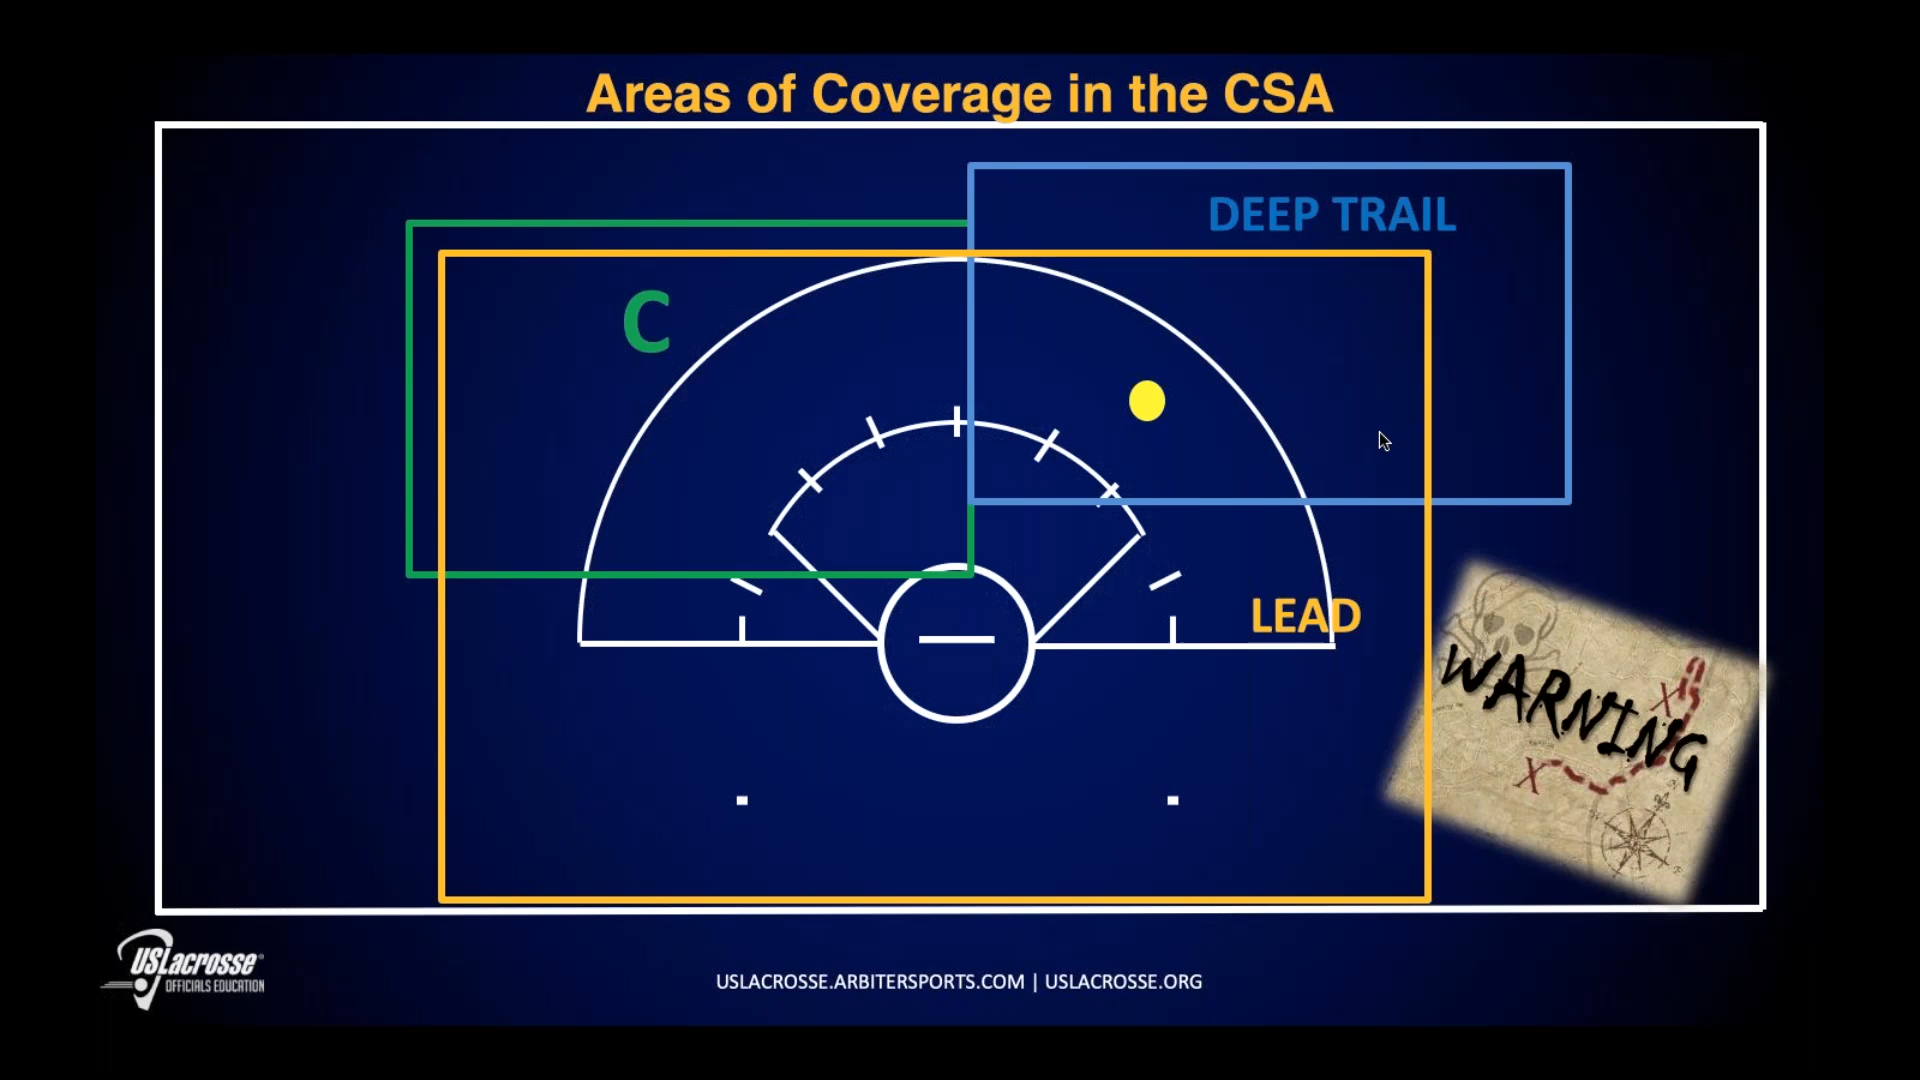 Areas of Coverage in the CSA
DEEP TRAIL
C
LEAD
WARNING
X
X
USLacrosse
OFFICIALS EDUCATION
USLACROSSE.ARBITERSPORTS.COM | USLACROSSE.ORG